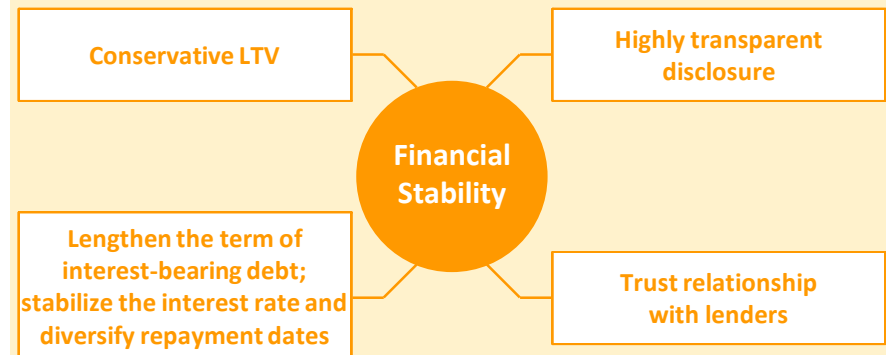 Conservative LTV
Highly transparent
disclosure
Financial
Stability
Lengthen the term of
interest-bearing debt;
stabilize the interest rate and
diversify repayment dates
Trust relationship
with lenders